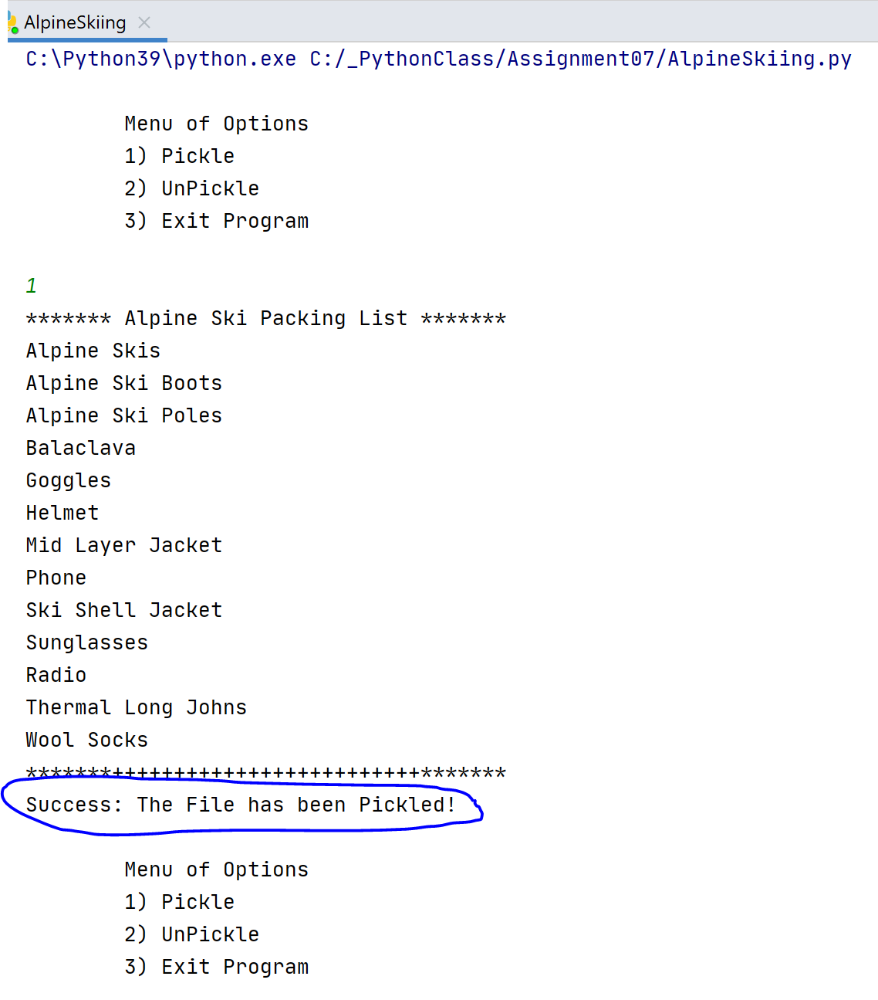 AlpineSkiing
C:\Python39\python.exe C:/_PythonClass/Assignment07/AlpineSkiing.py
Menu of Options
1) Pickle
2) UnPickle
3) Exit Program
1
******* Alpine Ski Packing List *******
Alpine Skis
Alpine Ski Boots
Alpine Ski Poles
Balaclava
Goggles
Helmet
Mid Layer Jacket
Phone
Ski Shell Jacket
Sunglasses
Radio
Thermal Long Johns
Wool Socks
*******+++++++++++++++++++++++++*******
Success: The File has been Pickled!
Menu of Options
1) Pickle
2) UnPickle
3) Exit Program